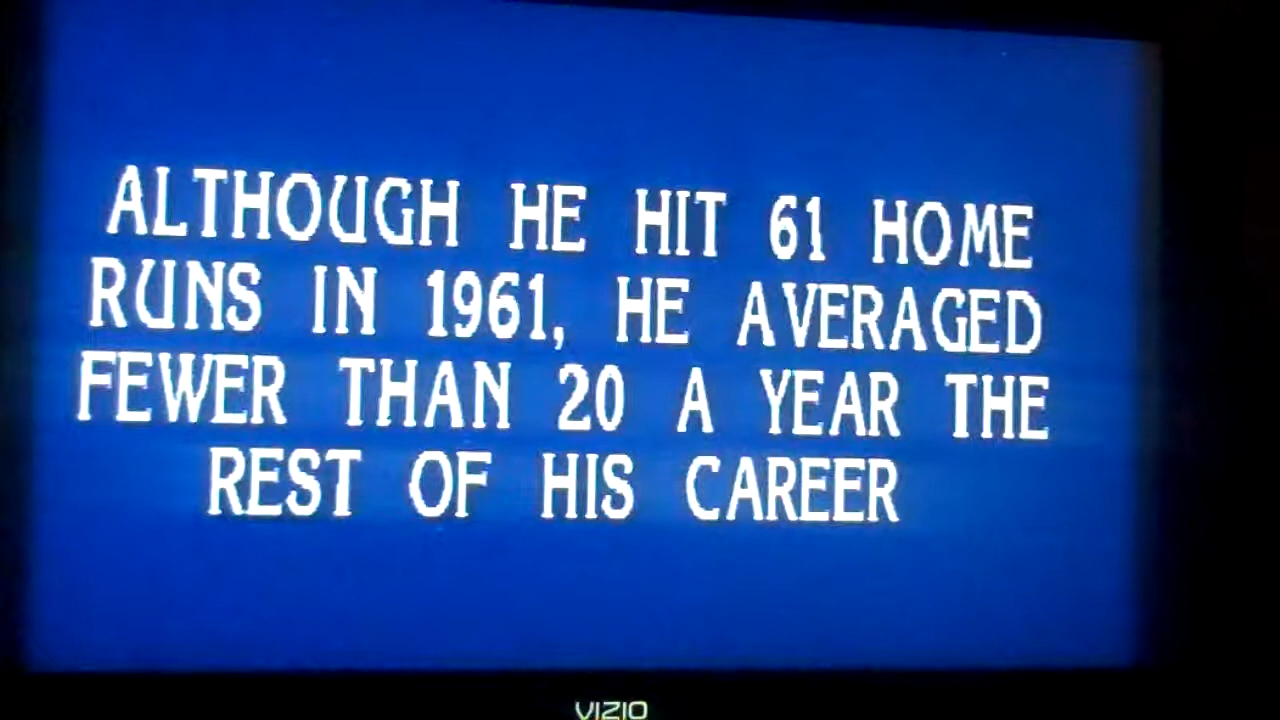 ALTHOUGH HE HIT 61 HOME
RUNS IN 1961, HE AVERAGED
FEWER THAN 20 A YEAR THE
REST OF HIS CAREER
VIZIO